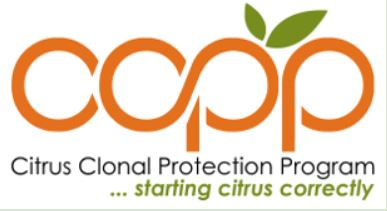 ccpp
Citrus Clonal Protection Program
... starting citrus correctly